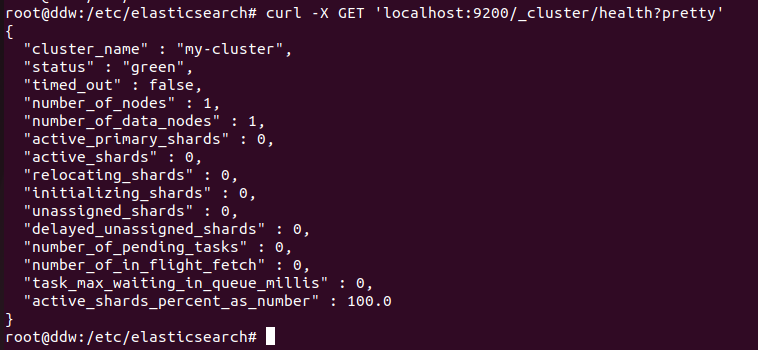 root@ddw:/etc/elasticsearch# curl -X GET 'localhost:9200/_cluster/health?pretty'
{
  "cluster_name" : "my-cluster",
  "status" : "green",
  "timed_out" : false,
  "number_of_nodes" : 1,
  "number_of_data_nodes" : 1,
  "active_primary_shards" : 0,
  "active_shards" : 0,
  "relocating_shards" : 0,
  "initializing_shards" : 0,
  "unassigned_shards" : 0,
  "delayed_unassigned_shards" : 0,
  "number_of_pending_tasks" : 0,
  "number_of_in_flight_fetch" : 0,
  "task_max_waiting_in_queue_millis" : 0,
  "active_shards_percent_as_number" : 100.0
}
root@ddw:/etc/elasticsearch#